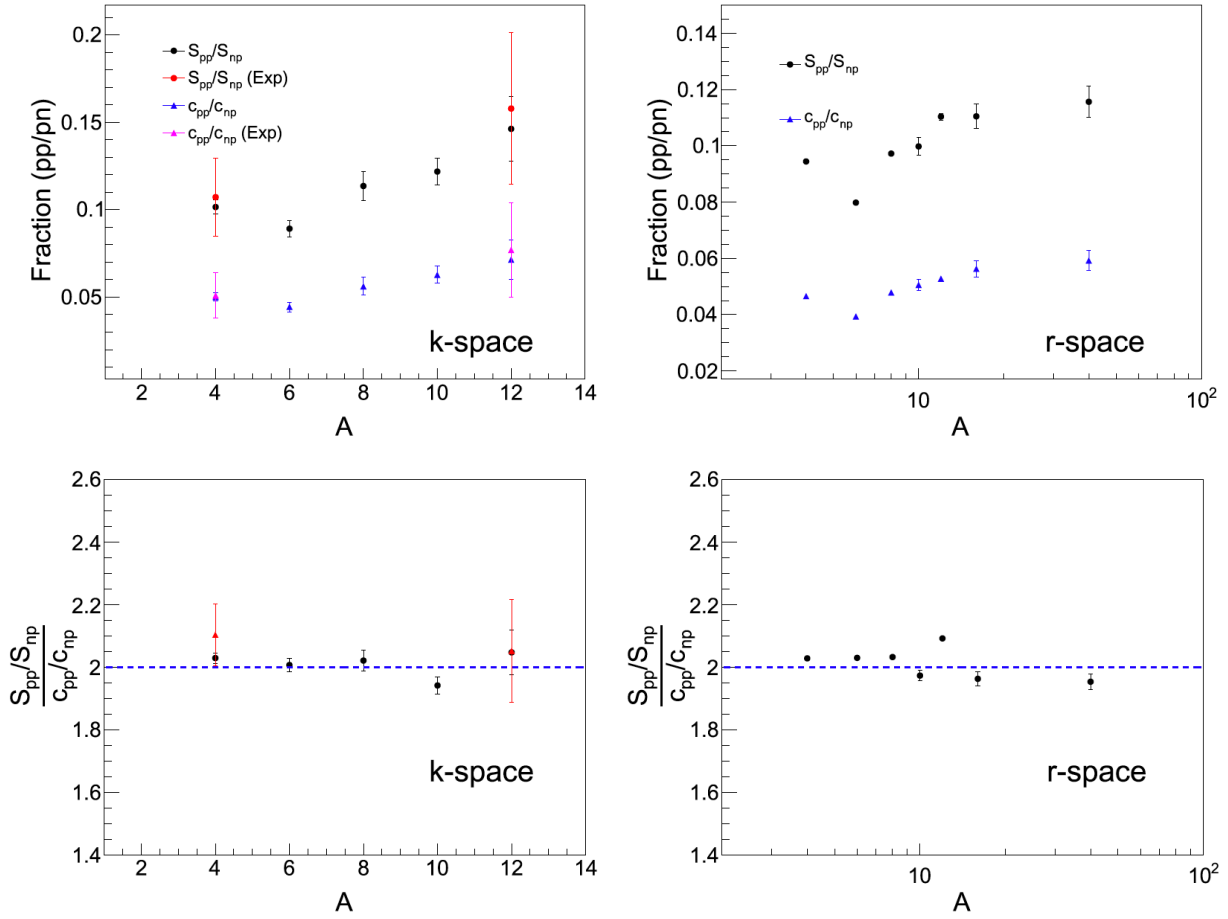 0.2
0.15
0.1
0.05
Fraction (pp/pn)
S_pp/S_np
S_pp/S_np (Exp)
c_pp/c_np
c_pp/c_np (Exp)
k-space
2 4 6 8 10 12 14
A
0.14
0.12
0.1
0.08
0.06
0.04
0.02
Fraction (pp/pn)
S_pp/S_np
c_pp/c_np
r-space
10 10^2
A
2.6
2.4
2.2
2
1.8
1.6
1.4
S_pp/S_np
c_pp/c_np
k-space
2 4 6 8 10 12 14
A
2.6
2.4
2.2
2
1.8
1.6
1.4
S_pp/S_np
c_pp/c_np
r-space
10 10^2
A